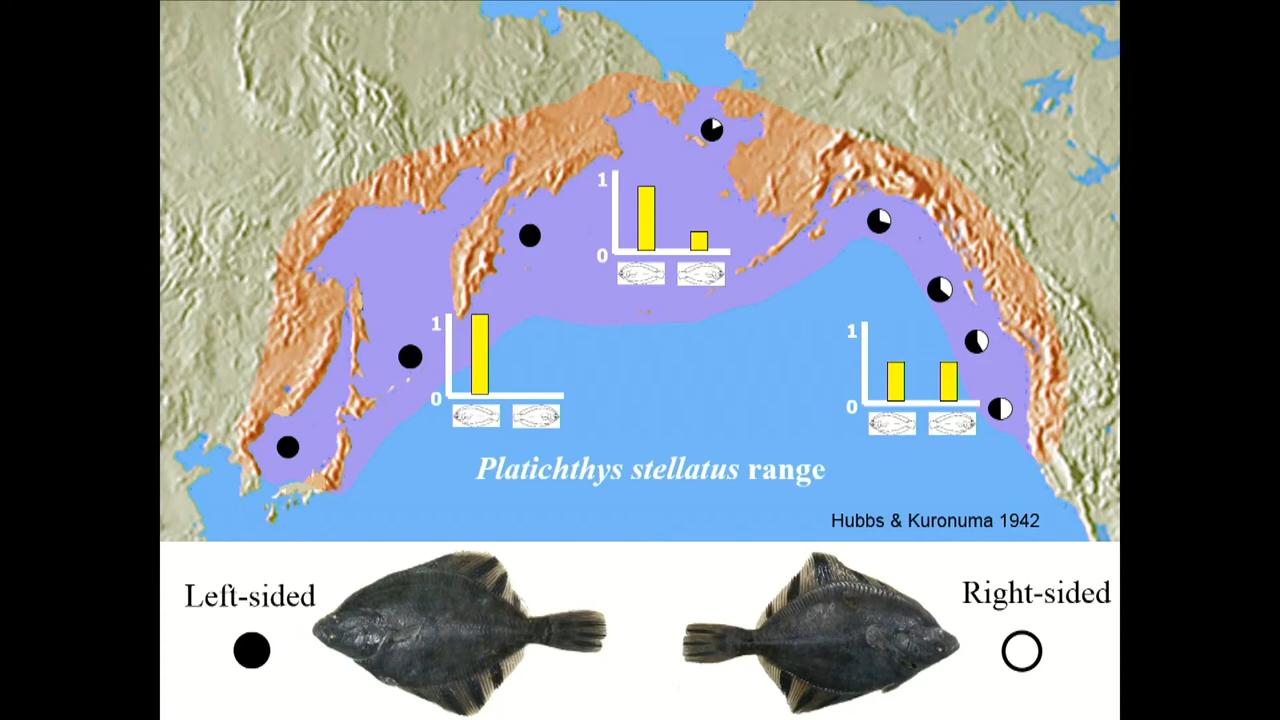 1
0
1
0
1
0
Platichthys stellatus range
Hubbs & Kuronuma 1942
Left-sided
Right-sided